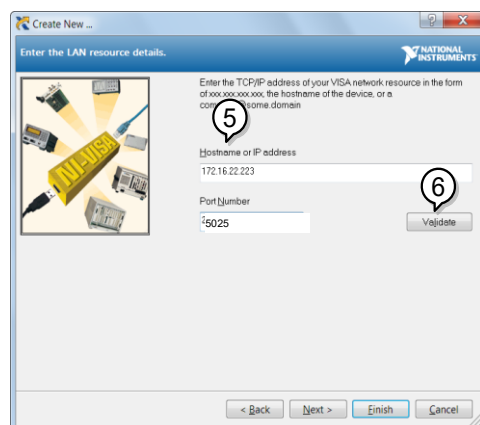 Create New ...
Enter the LAN resource details.
NATIONAL
INSTRUMENTS
Enter the TCP/IP address of your VISA network resource in the form
of xxx.xxx.xxx.xxx, the hostname of the device, or a
some.domain
5
Hostname or IP address
172.16.22.223
6
Port Number
5025
Validate
NI-VISA
< Back
Next >
Finish
Cancel